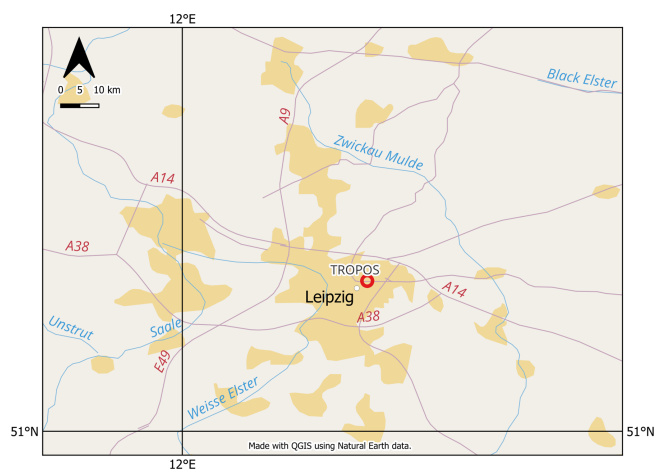 12°E
0 5 10 km
Black Elster
A9
Zwickau Mulde
A14
A38
TROPOS
Leipzig
A14
A38
Unstrut
Saale
E49
Weisse Elster
51°N
51°N
Made with QGIS using Natural Earth data.
12°E